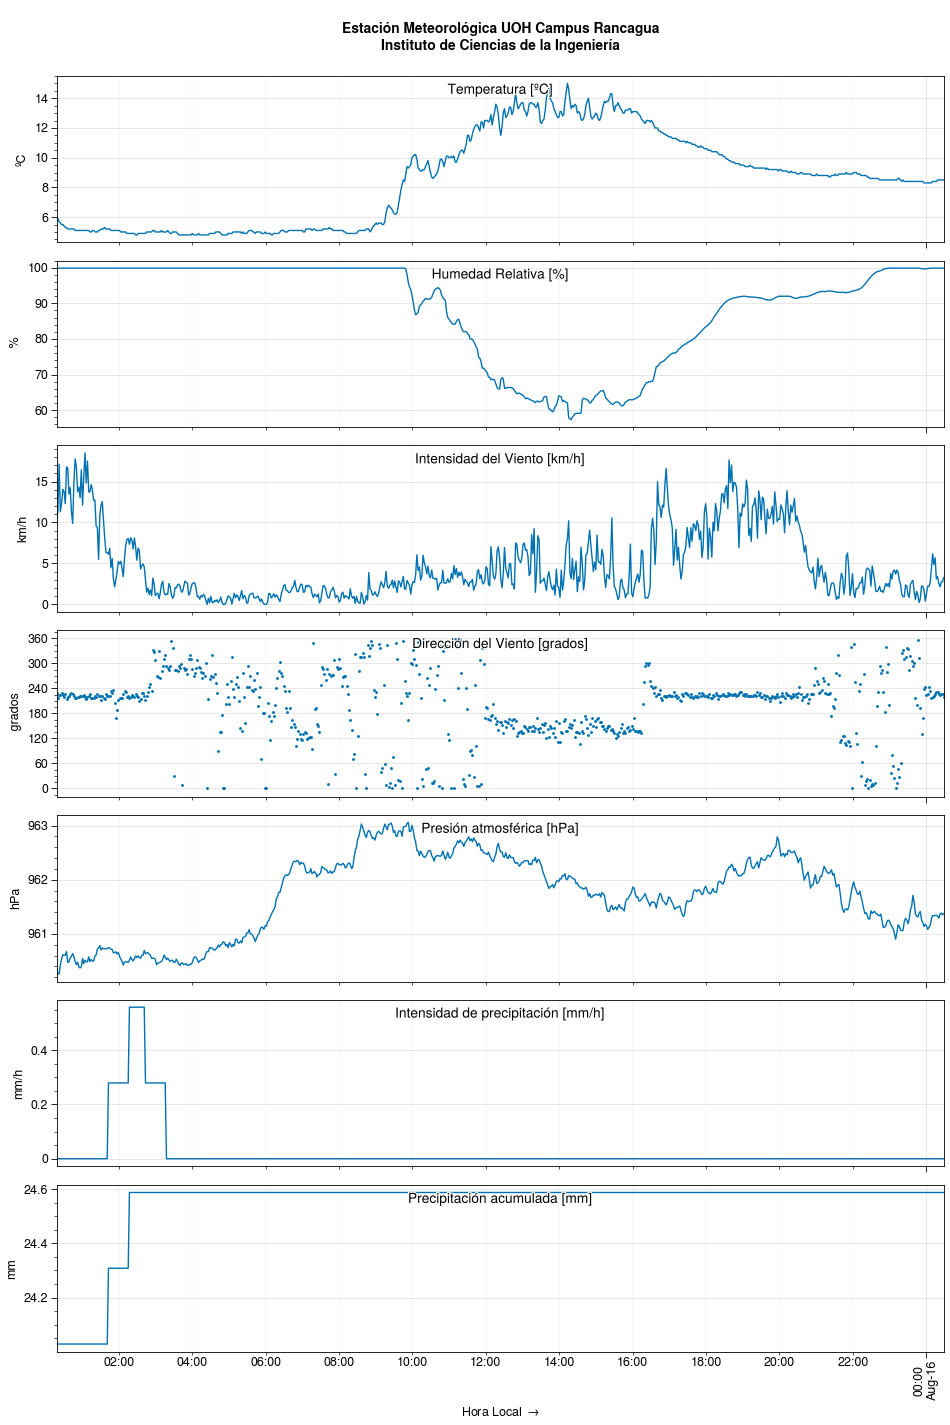 Estación Meteorológica UOH Campus Rancagua
Instituto de Ciencias de la Ingeniería
Temperatura [ºC]
14
12
10
8
6
ºC
Humedad Relativa [%]
100
90
80
70
60
%
Intensidad del Viento [km/h]
15
10
5
0
km/h
Dirección del Viento [grados]
360
300
240
180
120
60
0
grados
Presión atmosférica [hPa]
963
962
961
hPa
Intensidad de precipitación [mm/h]
0.4
0.2
0
mm/h
Precipitación acumulada [mm]
24.6
24.4
24.2
mm
02:00 04:00 06:00 08:00 10:00 12:00 14:00 16:00 18:00 20:00 22:00 00:00
Aug-16
Hora Local →